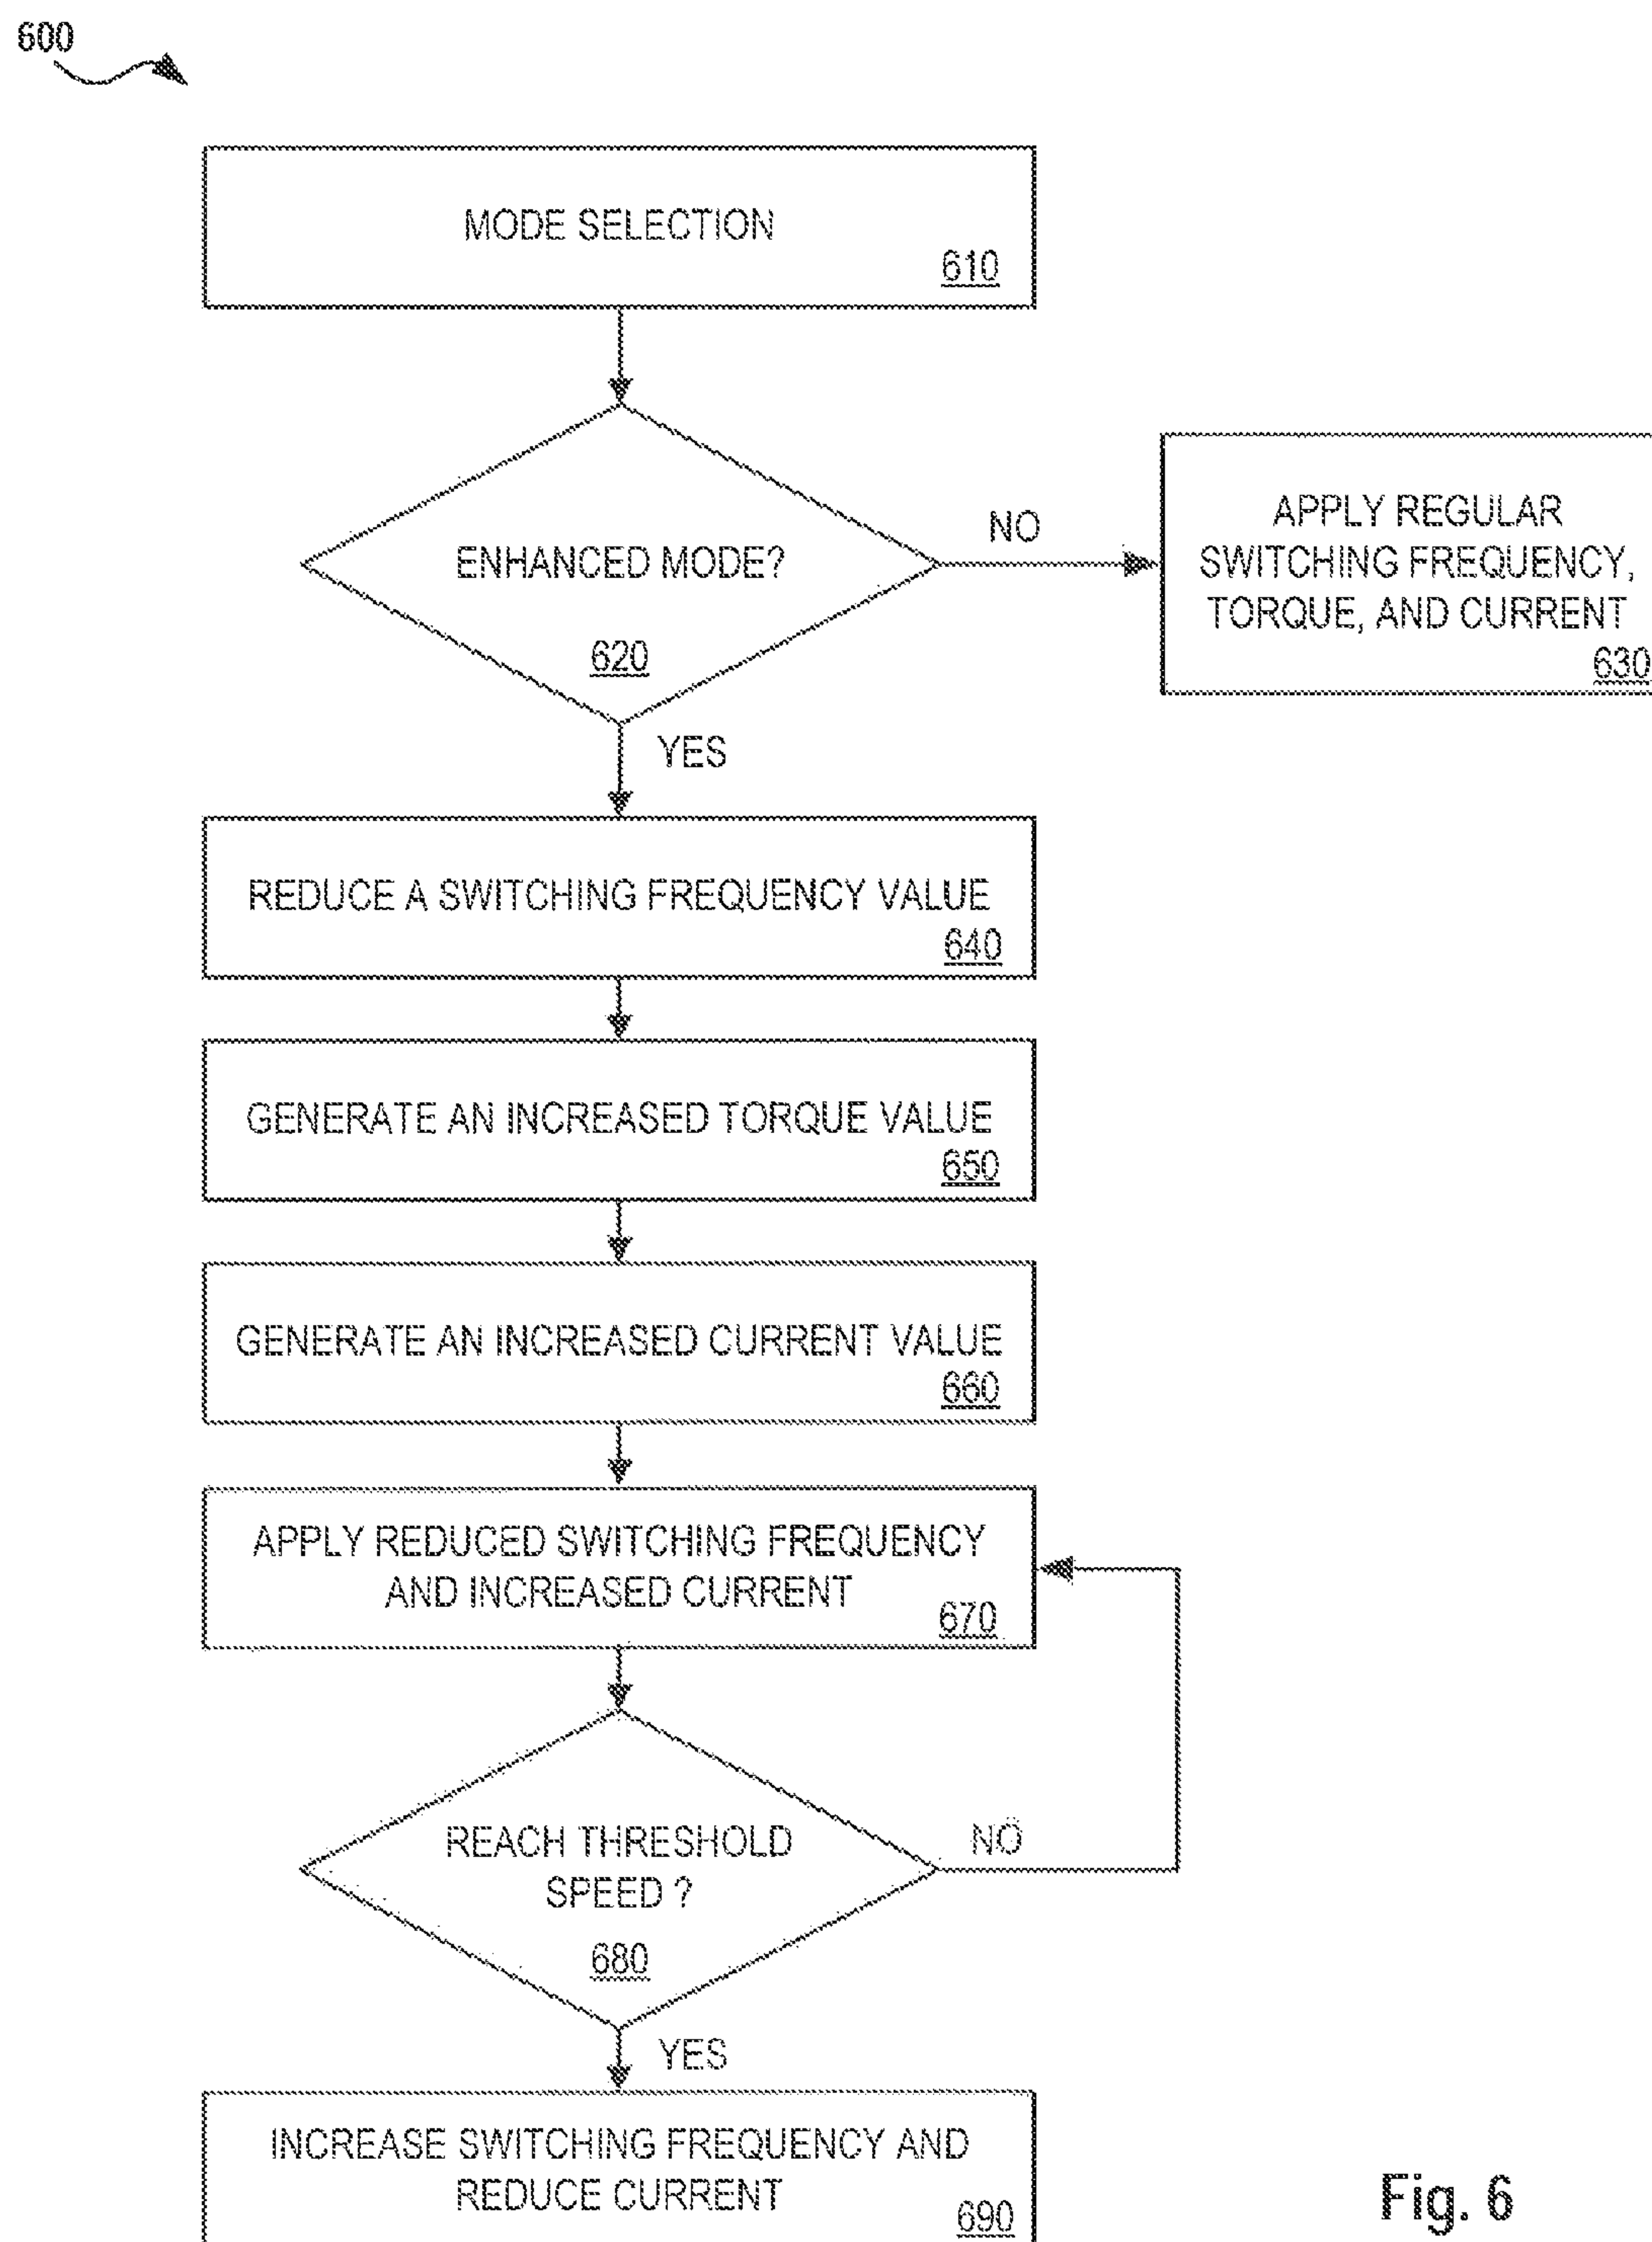 600
MODE SELECTION
610
ENHANCED MODE?
620
NO
APPLY REGULAR
SWITCHING FREQUENCY,
TORQUE, AND CURRENT
630
YES
REDUCE A SWITCHING FREQUENCY VALUE
640
GENERATE AN INCREASED TORQUE VALUE
650
GENERATE AN INCREASED CURRENT VALUE
660
APPLY REDUCED SWITCHING FREQUENCY
AND INCREASED CURRENT
670
REACH THRESHOLD
SPEED ?
680
NO
YES
INCREASE SWITCHING FREQUENCY AND
REDUCE CURRENT
690
Fig. 6